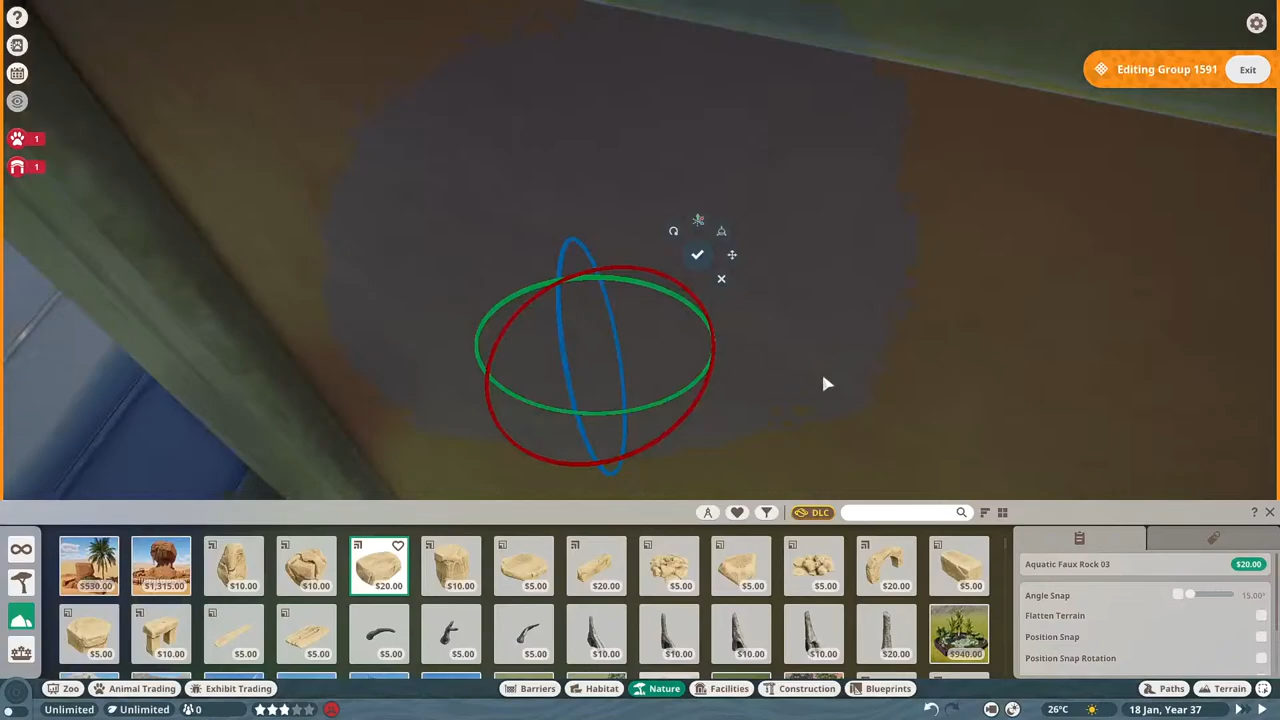 ?
Editing Group 1591
Exit
1
1
DLC
?
$530.00
$1,315.00
$10.00
$10.00
$20.00
$10.00
$5.00
$20.00
$5.00
$5.00
$5.00
$20.00
$5.00
$5.00
$10.00
$5.00
$5.00
$5.00
$5.00
$5.00
$10.00
$10.00
$10.00
$10.00
$20.00
$940.00
Aquatic Faux Rock 03
$20.00
Angle Snap
15.00°
Flatten Terrain
Position Snap
Position Snap Rotation
Zoo
Animal Trading
Exhibit Trading
Barriers
Habitat
Nature
Facilities
Construction
Blueprints
Paths
Terrain
Unlimited
Unlimited
0
26°C
18 Jan, Year 37